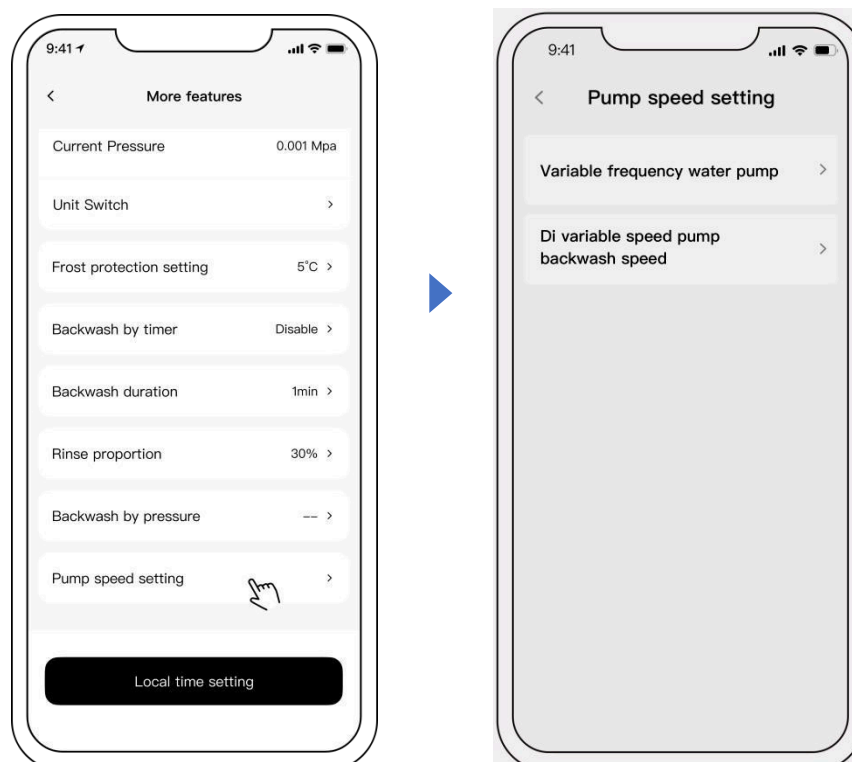 9:41
More features
Current Pressure 0.001 Mpa
Unit Switch
Frost protection setting 5°C
Backwash by timer Disable
Backwash duration 1min
Rinse proportion 30%
Backwash by pressure --
Pump speed setting
Local time setting
9:41
Pump speed setting
Variable frequency water pump
Di variable speed pump
backwash speed